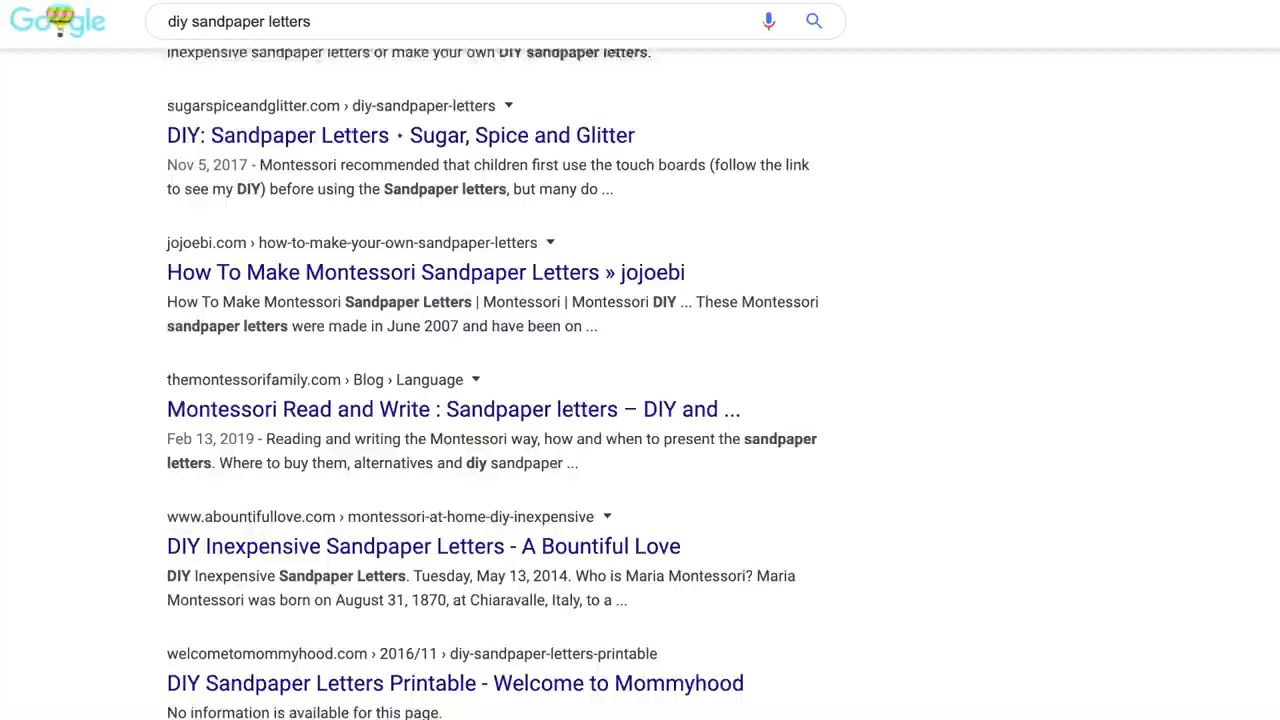 Google
diy sandpaper letters
inexpensive sandpaper letters or make your own DIY sandpaper letters.
sugarspiceandglitter.com › diy-sandpaper-letters
DIY: Sandpaper Letters ⋆ Sugar, Spice and Glitter
Nov 5, 2017 - Montessori recommended that children first use the touch boards (follow the link
to see my DIY) before using the Sandpaper letters, but many do ...
jojoebi.com › how-to-make-your-own-sandpaper-letters
How To Make Montessori Sandpaper Letters » jojoebi
How To Make Montessori Sandpaper Letters | Montessori | Montessori DIY ... These Montessori
sandpaper letters were made in June 2007 and have been on ...
themontessorifamily.com › Blog › Language
Montessori Read and Write : Sandpaper letters – DIY and ...
Feb 13, 2019 - Reading and writing the Montessori way, how and when to present the sandpaper
letters. Where to buy them, alternatives and diy sandpaper ...
www.abountifullove.com › montessori-at-home-diy-inexpensive
DIY Inexpensive Sandpaper Letters - A Bountiful Love
DIY Inexpensive Sandpaper Letters. Tuesday, May 13, 2014. Who is Maria Montessori? Maria
Montessori was born on August 31, 1870, at Chiaravalle, Italy, to a ...
welcometomommyhood.com › 2016/11 › diy-sandpaper-letters-printable
DIY Sandpaper Letters Printable - Welcome to Mommyhood
No information is available for this page.